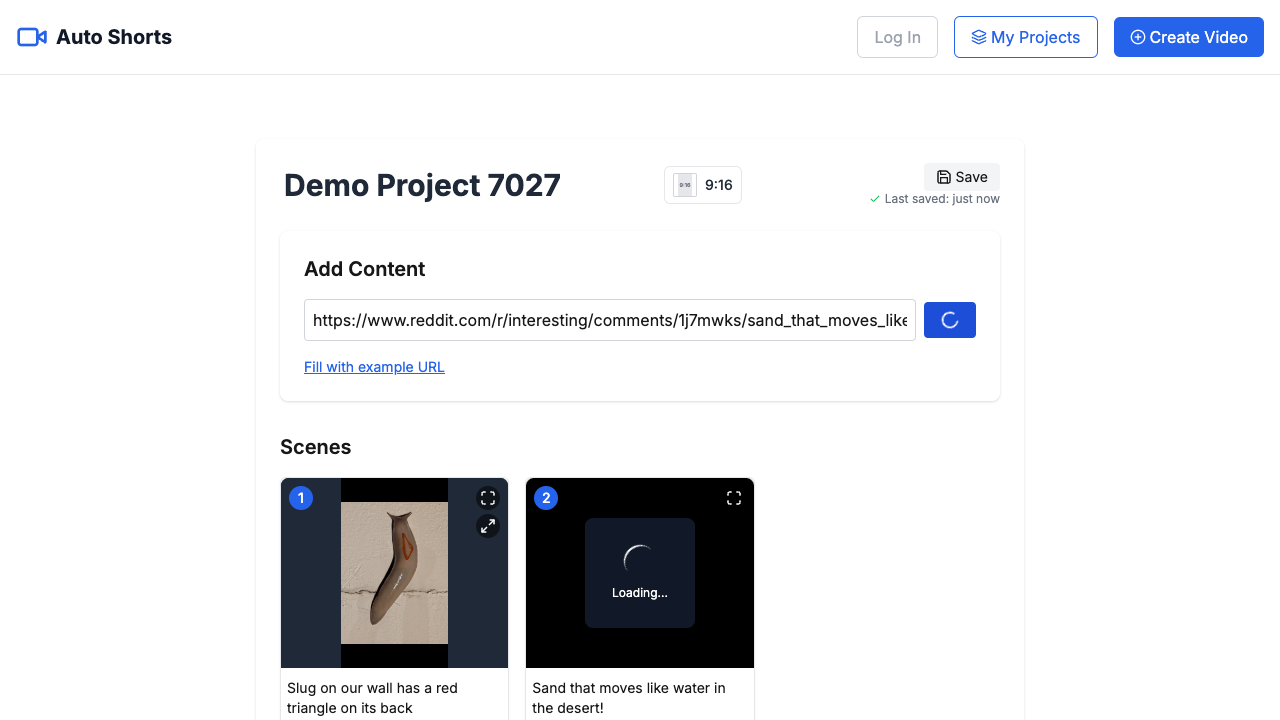 Auto Shorts
Log In
My Projects
Create Video
Demo Project 7027
9:16
9:16
Save
Last saved: just now
Add Content
https://www.reddit.com/r/interesting/comments/1j7mwks/sand_that_moves_like
Fill with example URL
Scenes
1
2
Loading...
Slug on our wall has a red
triangle on its back
Sand that moves like water in
the desert!